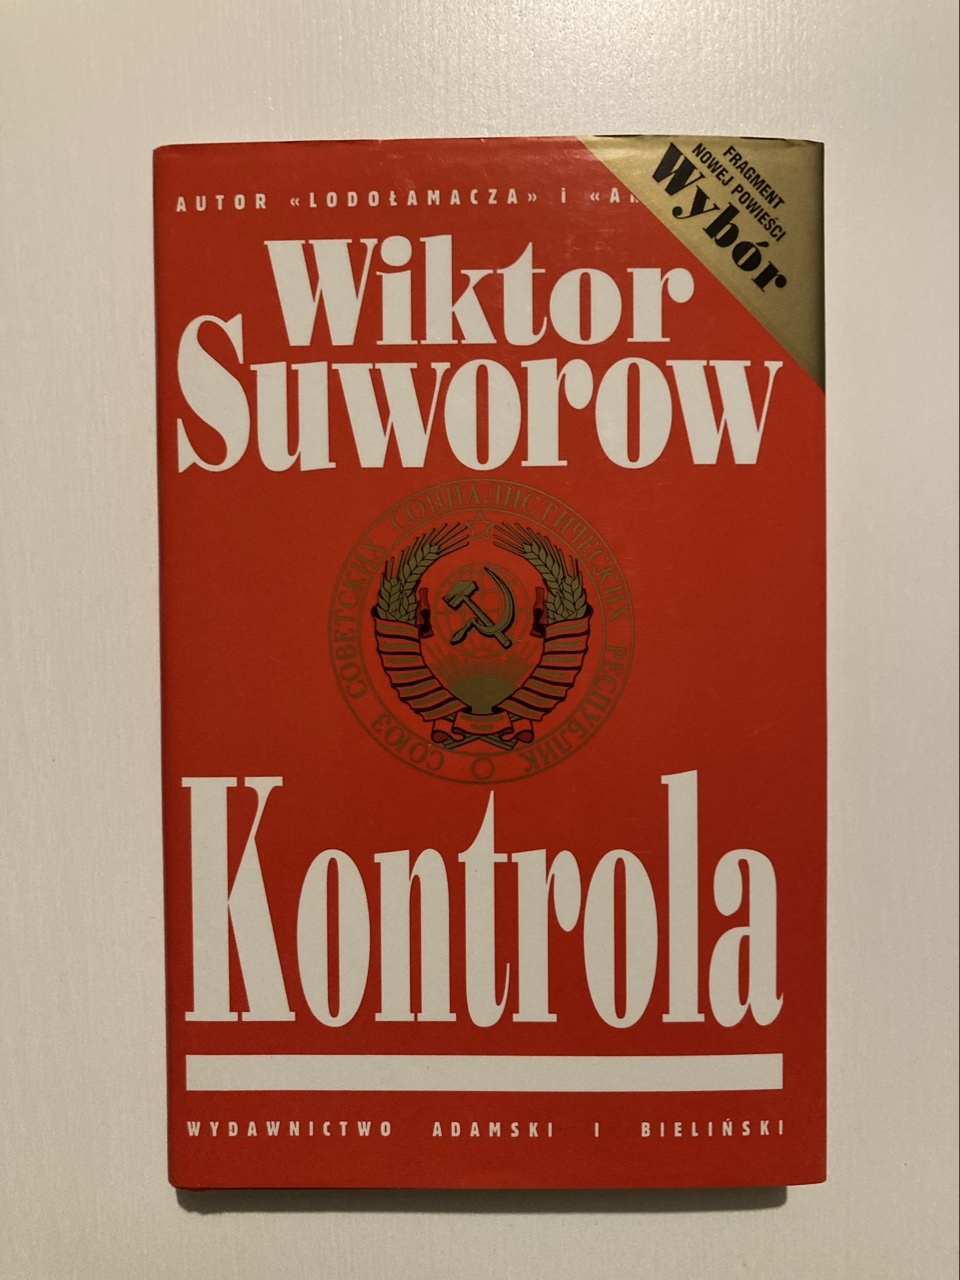 AUTOR «LODOŁAMACZA» i
FRAGMENT
NOWEJ POWIEŚCI
Wybór
Wiktor
Suworow
СОЮЗ СОВЕТСКИХ СОЦИАЛИСТИЧЕСКИХ РЕСПУБЛИК
Kontrola
WYDAWNICTWO ADAMSKI I BIELIŃSKI